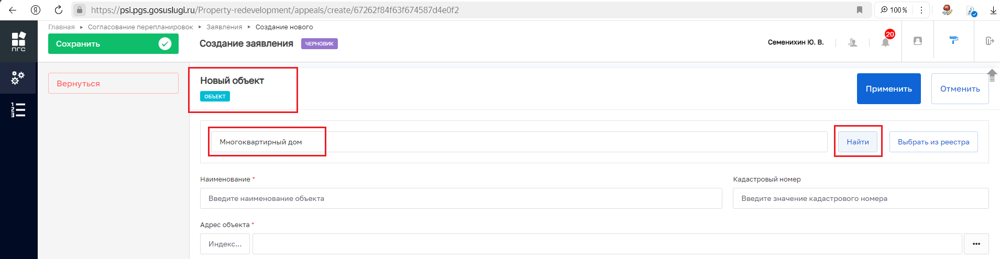 https://psi.pgs.gosuslugi.ru/Property-redevelopment/appeals/create/67262f84f63f674587d4e0f2
100 %
Главная ▸ Согласование перепланировок ▸ Заявления ▸ Создание нового
пгс
Сохранить
Создание заявления
ЧЕРНОВИК
Семенихин Ю. В.
20
Вернуться
Новый объект
ОБЪЕКТ
Применить
Отменить
Многоквартирный дом
Найти
Выбрать из реестра
Наименование *
Кадастровый номер
Введите наименование объекта
Введите значение кадастрового номера
Адрес объекта *
Индекс...
•••